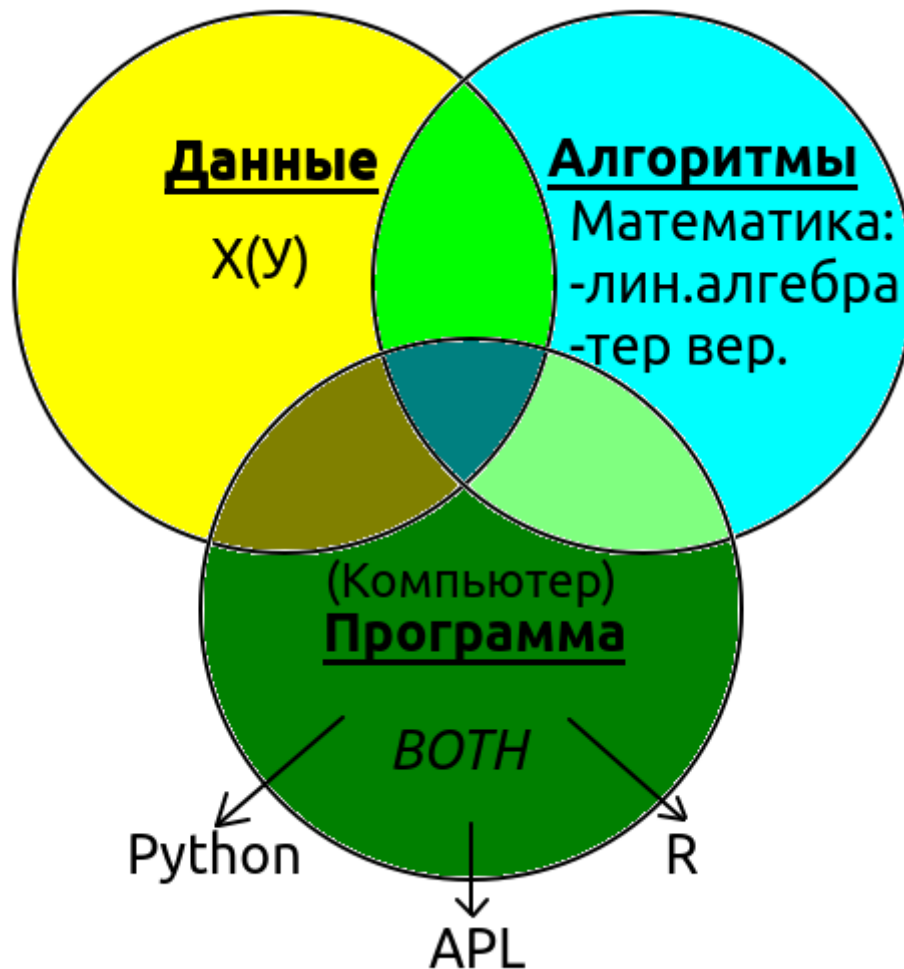 Данные
Х(У)
Алгоритмы
Математика:
-лин.алгебра
-тер вер.
(Компьютер)
Программа
BOTH
Python
R
APL